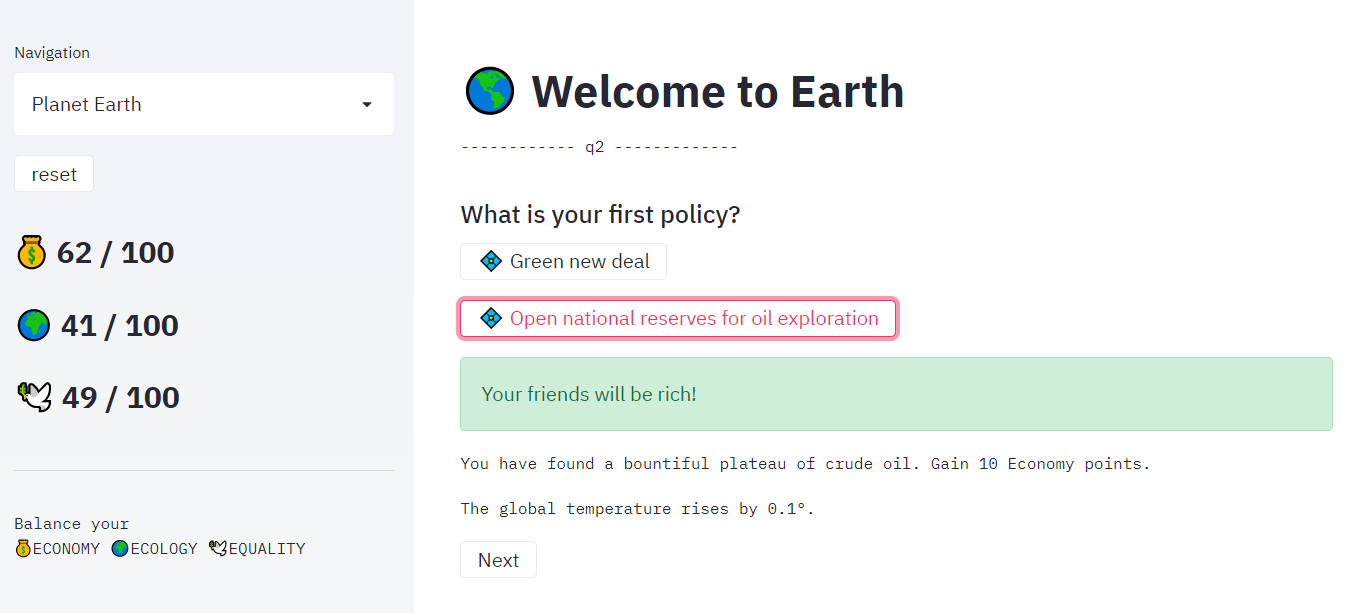 Navigation
Planet Earth
reset
62 / 100
41 / 100
49 / 100
Balance your
ECONOMY ECOLOGY EQUALITY
Welcome to Earth
------------ q2 -------------
What is your first policy?
Green new deal
Open national reserves for oil exploration
Your friends will be rich!
You have found a bountiful plateau of crude oil. Gain 10 Economy points.
The global temperature rises by 0.1°.
Next